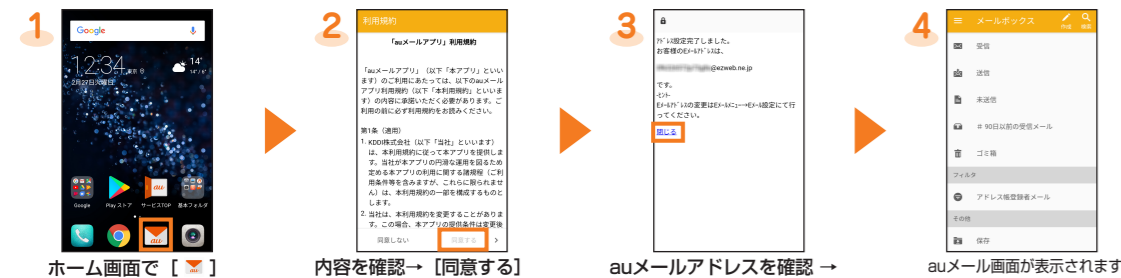 1
Google
12:34
東京
14°
14°/6°
2月27日火曜日
Google
Play ストア
au
サービスTOP
基本フォルダ
au
ホーム画面で [ au ]
2
利用規約
「auメールアプリ」利用規約
「auメールアプリ」（以下「本アプリ」といい
ます）のご利用にあたっては、以下のauメール
アプリ利用規約（以下「本利用規約」といいま
す）の内容に承諾いただく必要があります。ご
利用の前に必ず利用規約をお読みください。
第1条（適用）
1. KDDI株式会社（以下「当社」といいます）
は、本利用規約に従って本アプリを提供しま
す。当社が本アプリの円滑な運用を図るため
定める本アプリの利用に関する諸規程（ご利
用条件等を含みますが、これらに限られませ
ん）は、本利用規約の一部を構成するものと
します。
2. 当社は、本利用規約を変更することがありま
す。この場合、本アプリの提供条件は変更後
同意しない
同意する
>
内容を確認→［同意する］
3
ｱﾄﾞﾚｽ設定完了しました。
お客様のEﾒｰﾙｱﾄﾞﾚｽは、
@ezweb.ne.jp
です。
-ﾋﾝﾄ-
Eﾒｰﾙｱﾄﾞﾚｽの変更はEﾒｰﾙﾒﾆｭｰ→Eﾒｰﾙ設定にて行
ってください。
閉じる
auメールアドレスを確認 →
4
メールボックス
作成
検索
受信
送信
未送信
# 90日以前の受信メール
ゴミ箱
フィルタ
アドレス帳登録者メール
その他
保存
auメール画面が表示されます